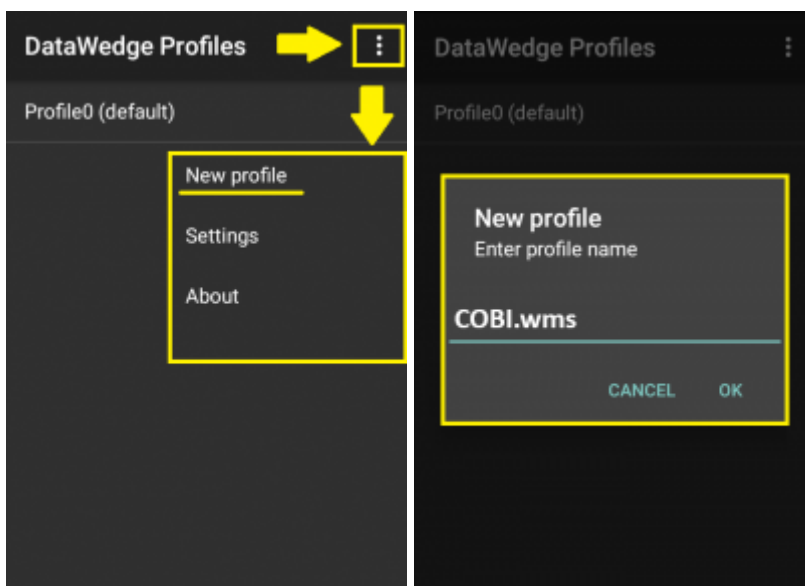 DataWedge Profiles
Profile0 (default)
New profile
Settings
About
DataWedge Profiles
Profile0 (default)
New profile
Enter profile name
COBI.wms
CANCEL OK